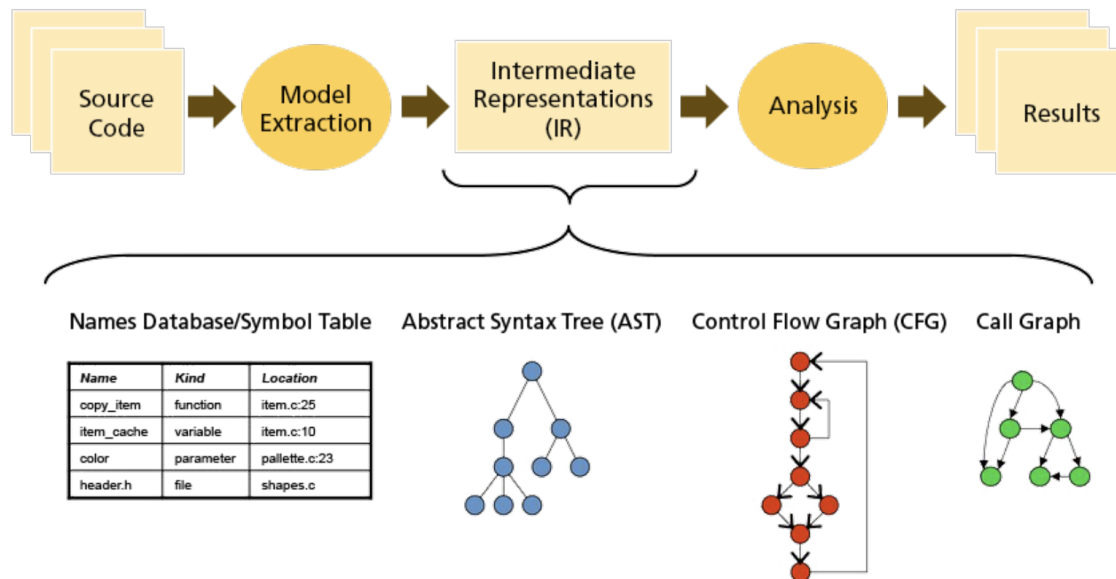 Source
Code
Model
Extraction
Intermediate
Representations
(IR)
Analysis
Results
Names Database/Symbol Table
Abstract Syntax Tree (AST)
Control Flow Graph (CFG)
Call Graph
Name Kind Location
copy_item function item.c:25
item_cache variable item.c:10
color parameter pallette.c:23
header.h file shapes.c